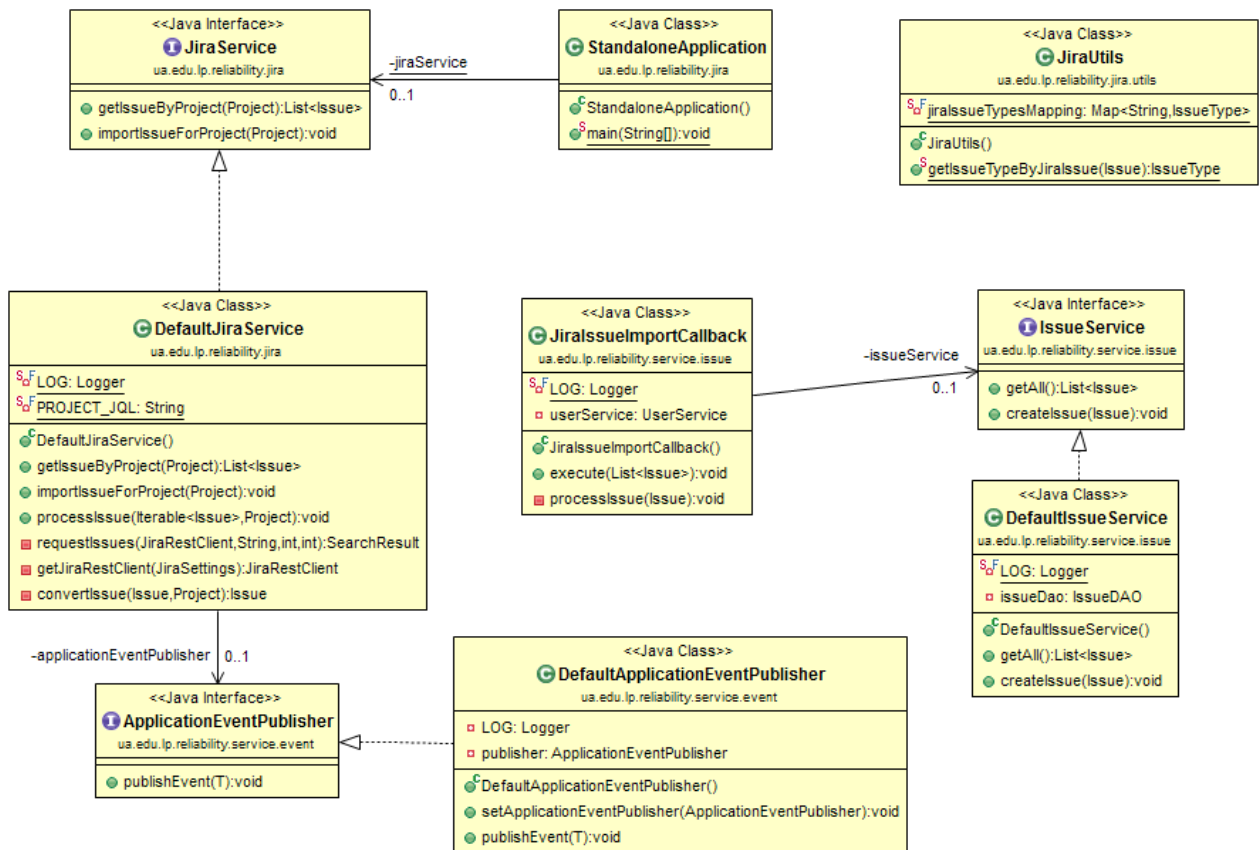 <<Java Interface>>
JiraService
ua.edu.lp.reliability.jira
getIssueByProject(Project):List<Issue>
importIssueForProject(Project):void
-jiraService
0..1
<<Java Class>>
StandaloneApplication
ua.edu.lp.reliability.jira
StandaloneApplication()
main(String[]):void
<<Java Class>>
JiraUtils
ua.edu.lp.reliability.jira.utils
jiraIssueTypesMapping: Map<String,IssueType>
JiraUtils()
getIssueTypeByJiraIssue(Issue):IssueType
<<Java Class>>
DefaultJiraService
ua.edu.lp.reliability.jira
LOG: Logger
PROJECT_JQL: String
DefaultJiraService()
getIssueByProject(Project):List<Issue>
importIssueForProject(Project):void
processIssue(Iterable<Issue>,Project):void
requestIssues(JiraRestClient,String,int,int):SearchResult
getJiraRestClient(JiraSettings):JiraRestClient
convertIssue(Issue,Project):Issue
<<Java Class>>
JiraIssueImportCallback
ua.edu.lp.reliability.service.issue
LOG: Logger
userService: UserService
JiraIssueImportCallback()
execute(List<Issue>):void
processIssue(Issue):void
-issueService
0..1
<<Java Interface>>
IssueService
ua.edu.lp.reliability.service.issue
getAll():List<Issue>
createIssue(Issue):void
<<Java Class>>
DefaultIssueService
ua.edu.lp.reliability.service.issue
LOG: Logger
issueDao: IssueDAO
DefaultIssueService()
getAll():List<Issue>
createIssue(Issue):void
-applicationEventPublisher
0..1
<<Java Interface>>
ApplicationEventPublisher
ua.edu.lp.reliability.service.event
publishEvent(T):void
<<Java Class>>
DefaultApplicationEventPublisher
ua.edu.lp.reliability.service.event
LOG: Logger
publisher: ApplicationEventPublisher
DefaultApplicationEventPublisher()
setApplicationEventPublisher(ApplicationEventPublisher):void
publishEvent(T):void